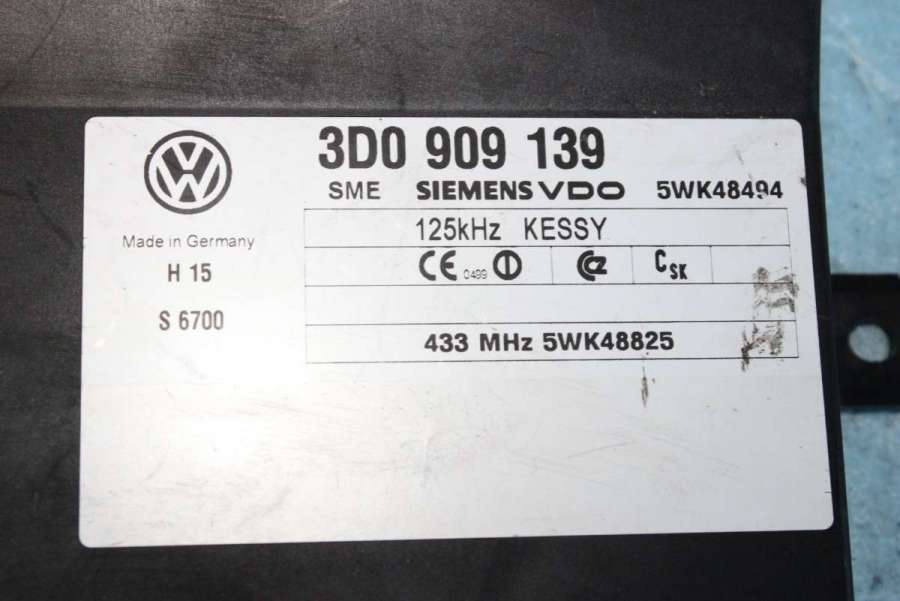 3D0 909 139
SME SIEMENS VDO 5WK48494
125kHz KESSY
Made in Germany
CE 0499
H 15
CSK
S 6700
433 MHz 5WK48825